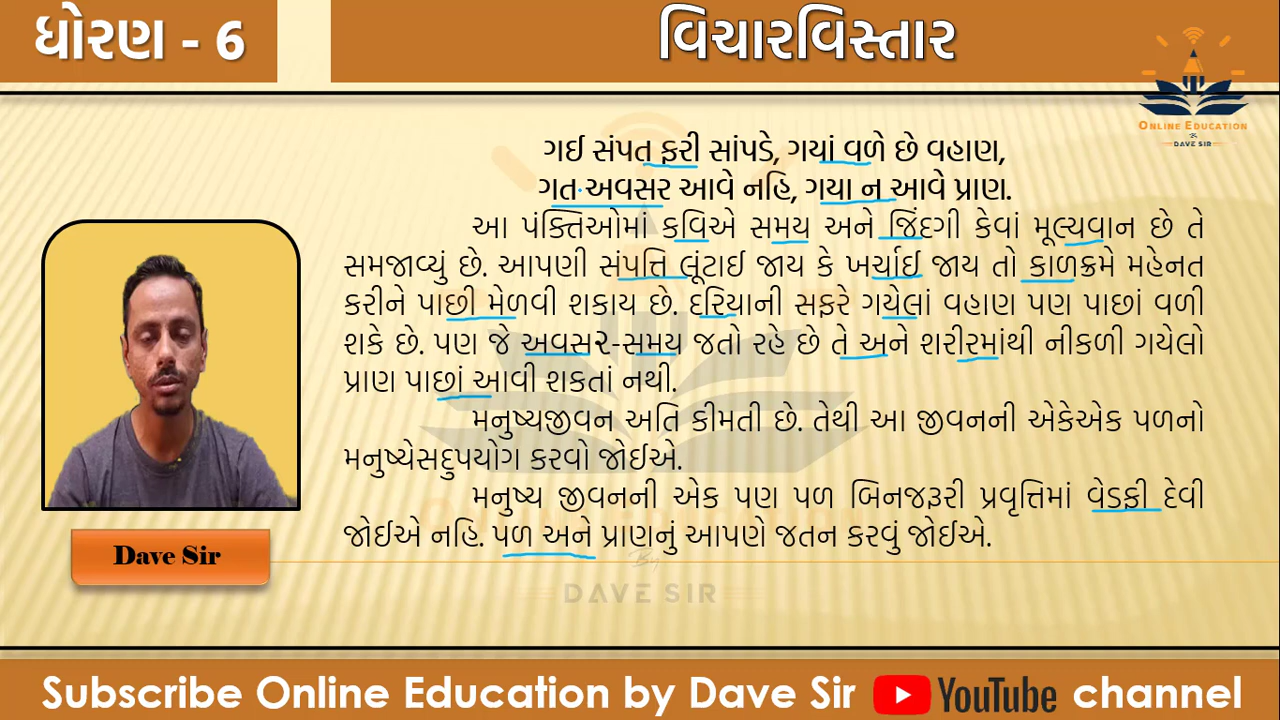 ધોરણ - 6
વિચારવિસ્તાર
ONLINE EDUCATION
By
DAVE SIR
ગઈ સંપત ફરી સાંપડે, ગયાં વળે છે વહાણ,
ગત અવસર આવે નહિ, ગયા ન આવે પ્રાણ.
આ પંક્તિઓમાં કવિએ સમય અને જિંદગી કેવાં મૂલ્યવાન છે તે
સમજાવ્યું છે. આપણી સંપત્તિ લૂંટાઈ જાય કે ખર્ચાઈ જાય તો કાળક્રમે મહેનત
કરીને પાછી મેળવી શકાય છે. દરિયાની સફરે ગયેલાં વહાણ પણ પાછાં વળી
શકે છે. પણ જે અવસર-સમય જતો રહે છે તે અને શરીરમાંથી નીકળી ગયેલો
પ્રાણ પાછાં આવી શકતાં નથી.
મનુષ્યજીવન અતિ કીમતી છે. તેથી આ જીવનની એકેએક પળનો
મનુષ્યેસદુપયોગ કરવો જોઈએ.
મનુષ્ય જીવનની એક પણ પળ બિનજરૂરી પ્રવૃત્તિમાં વેડફી દેવી
જોઈએ નહિ. પળ અને પ્રાણનું આપણે જતન કરવું જોઈએ.
Dave Sir
By
DAVE SIR
Subscribe Online Education by Dave Sir YouTube channel